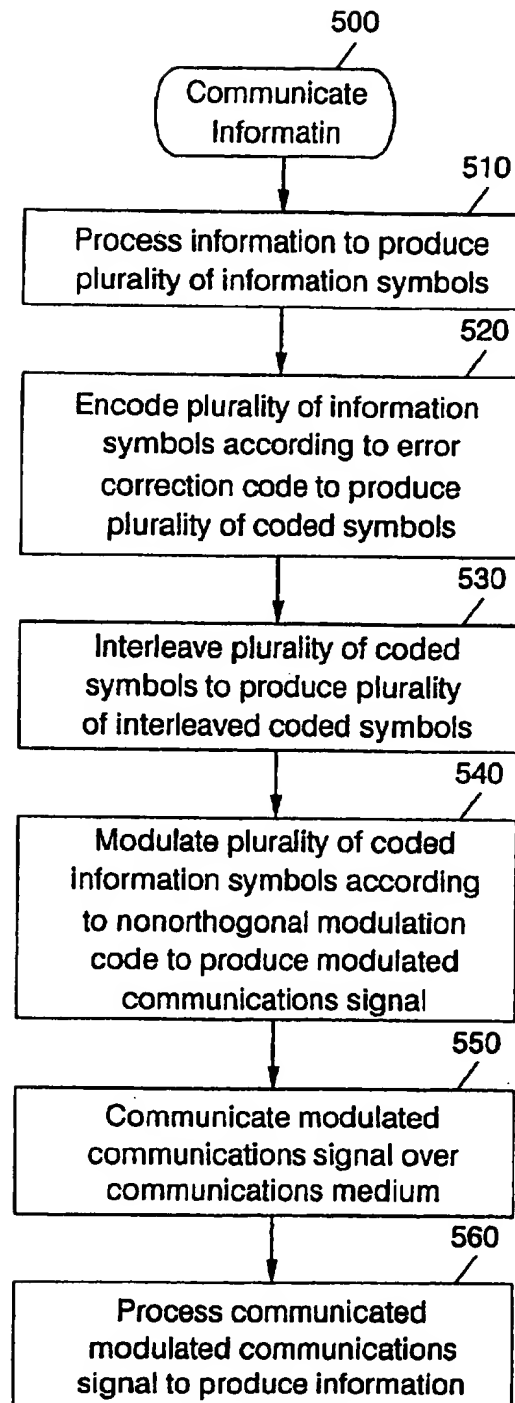 500
Communicate
Informatin
510
Process information to produce
plurality of information symbols
520
Encode plurality of information
symbols according to error
correction code to produce
plurality of coded symbols
530
Interleave plurality of coded
symbols to produce plurality
of interleaved coded symbols
540
Modulate plurality of coded
information symbols according
to nonorthogonal modulation
code to produce modulated
communications signal
550
Communicate modulated
communications signal over
communications medium
560
Process communicated
modulated communications
signal to produce information